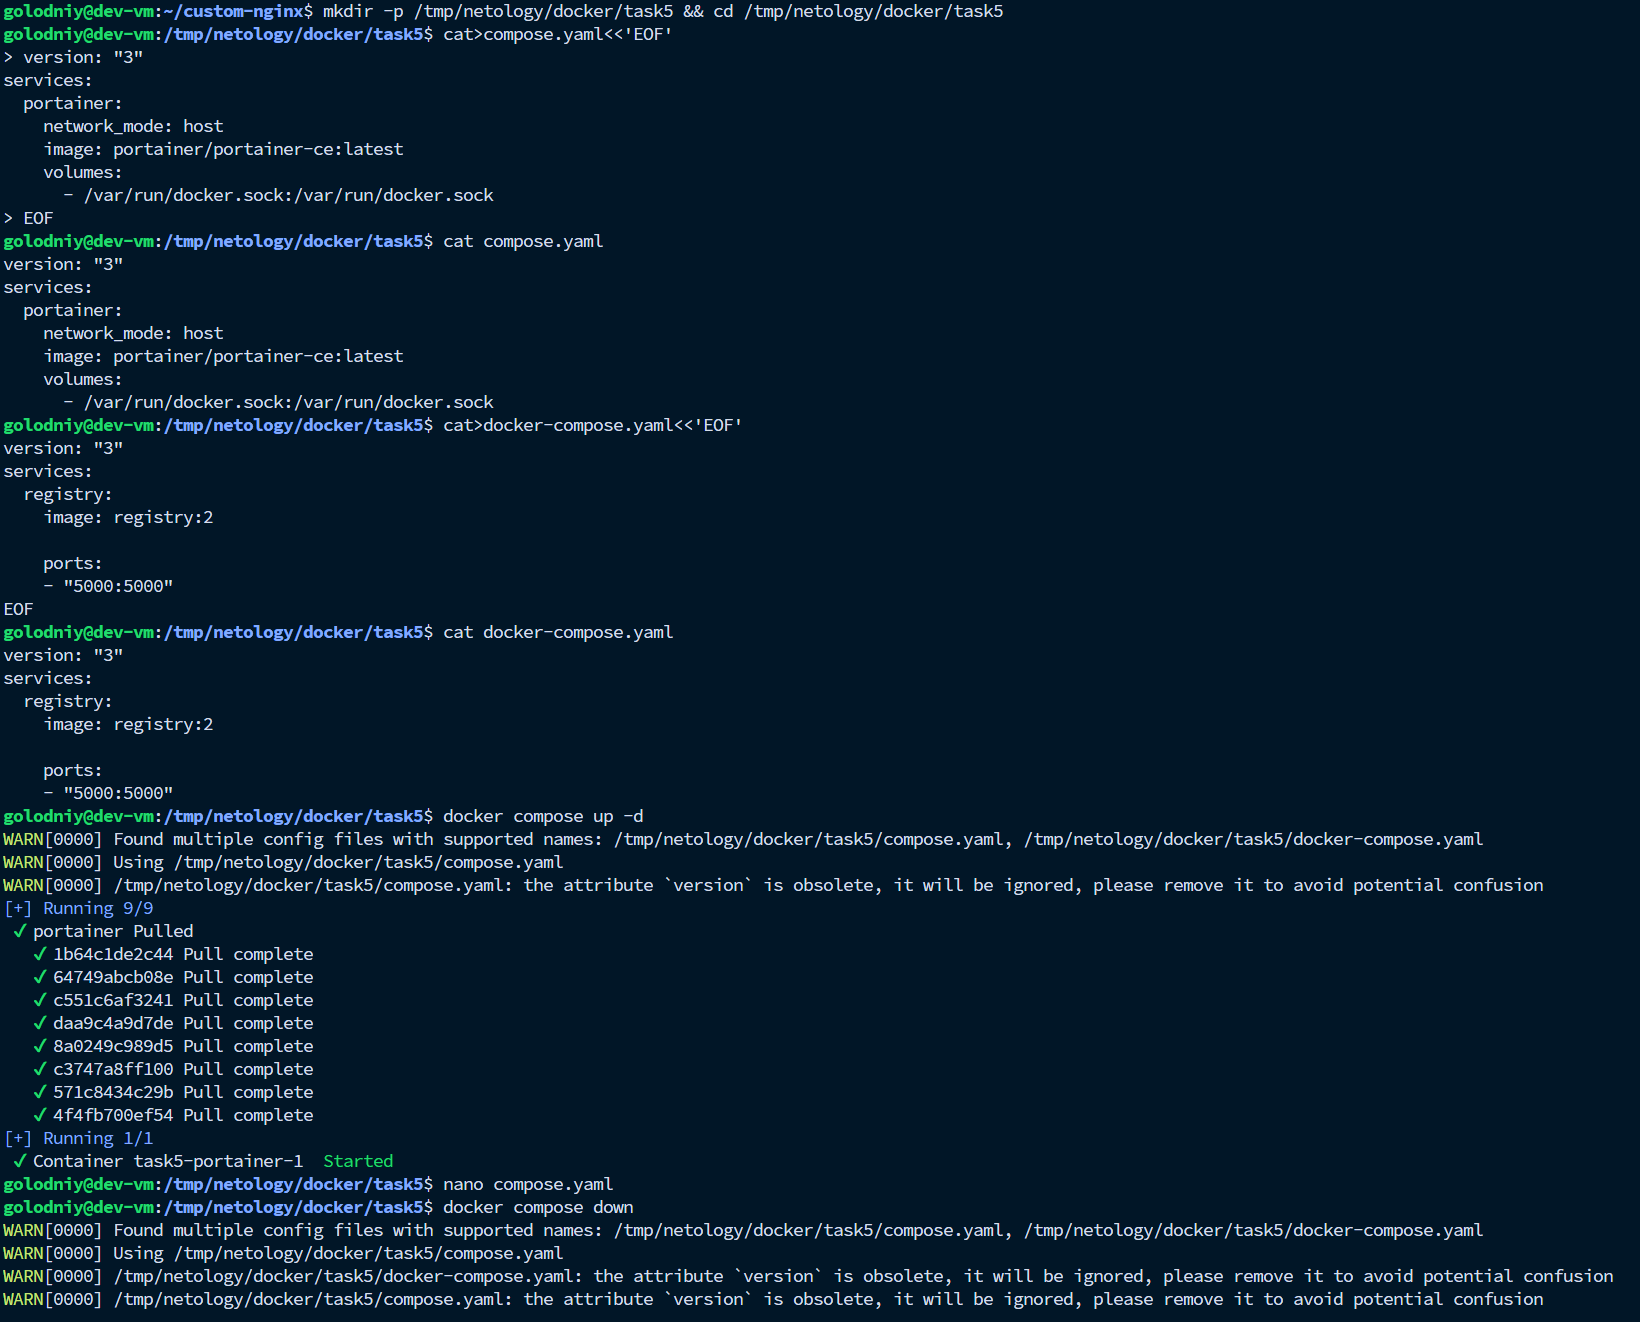 golodniy@dev-vm:~/custom-nginx$ mkdir -p /tmp/netology/docker/task5 && cd /tmp/netology/docker/task5
golodniy@dev-vm:/tmp/netology/docker/task5$ cat>compose.yaml<<'EOF'
> version: "3"
services:
  portainer:
    network_mode: host
    image: portainer/portainer-ce:latest
    volumes:
      - /var/run/docker.sock:/var/run/docker.sock
> EOF
golodniy@dev-vm:/tmp/netology/docker/task5$ cat compose.yaml
version: "3"
services:
  portainer:
    network_mode: host
    image: portainer/portainer-ce:latest
    volumes:
      - /var/run/docker.sock:/var/run/docker.sock
golodniy@dev-vm:/tmp/netology/docker/task5$ cat>docker-compose.yaml<<'EOF'
version: "3"
services:
  registry:
    image: registry:2

    ports:
    - "5000:5000"
EOF
golodniy@dev-vm:/tmp/netology/docker/task5$ cat docker-compose.yaml
version: "3"
services:
  registry:
    image: registry:2

    ports:
    - "5000:5000"
golodniy@dev-vm:/tmp/netology/docker/task5$ docker compose up -d
WARN[0000] Found multiple config files with supported names: /tmp/netology/docker/task5/compose.yaml, /tmp/netology/docker/task5/docker-compose.yaml
WARN[0000] Using /tmp/netology/docker/task5/compose.yaml
WARN[0000] /tmp/netology/docker/task5/compose.yaml: the attribute `version` is obsolete, it will be ignored, please remove it to avoid potential confusion
[+] Running 9/9
 ✓ portainer Pulled
   ✓ 1b64c1de2c44 Pull complete
   ✓ 64749abcb08e Pull complete
   ✓ c551c6af3241 Pull complete
   ✓ daa9c4a9d7de Pull complete
   ✓ 8a0249c989d5 Pull complete
   ✓ c3747a8ff100 Pull complete
   ✓ 571c8434c29b Pull complete
   ✓ 4f4fb700ef54 Pull complete
[+] Running 1/1
 ✓ Container task5-portainer-1  Started
golodniy@dev-vm:/tmp/netology/docker/task5$ nano compose.yaml
golodniy@dev-vm:/tmp/netology/docker/task5$ docker compose down
WARN[0000] Found multiple config files with supported names: /tmp/netology/docker/task5/compose.yaml, /tmp/netology/docker/task5/docker-compose.yaml
WARN[0000] Using /tmp/netology/docker/task5/compose.yaml
WARN[0000] /tmp/netology/docker/task5/docker-compose.yaml: the attribute `version` is obsolete, it will be ignored, please remove it to avoid potential confusion
WARN[0000] /tmp/netology/docker/task5/compose.yaml: the attribute `version` is obsolete, it will be ignored, please remove it to avoid potential confusion